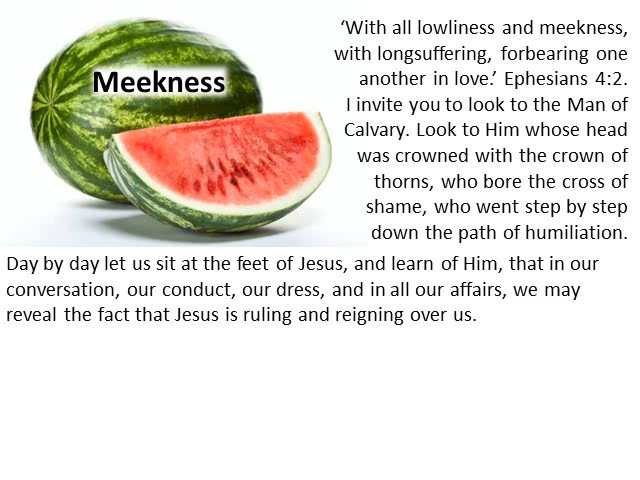 Meekness
‘With all lowliness and meekness,
with longsuffering, forbearing one
another in love.’ Ephesians 4:2.
I invite you to look to the Man of
Calvary. Look to Him whose head
was crowned with the crown of
thorns, who bore the cross of
shame, who went step by step
down the path of humiliation.
Day by day let us sit at the feet of Jesus, and learn of Him, that in our
conversation, our conduct, our dress, and in all our affairs, we may
reveal the fact that Jesus is ruling and reigning over us.